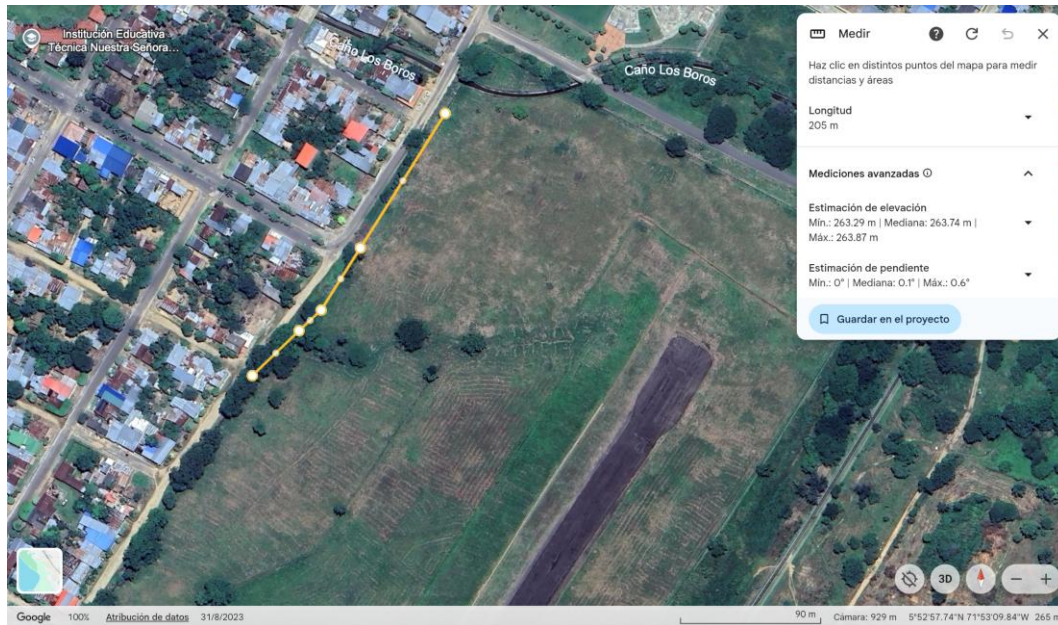 Institución Educativa
Técnica Nuestra Señora...
Caño Los Boros
Caño Los Boros
Medir
Haz clic en distintos puntos del mapa para medir
distancias y áreas
Longitud
205 m
Mediciones avanzadas
Estimación de elevación
Mín.: 263.29 m | Mediana: 263.74 m |
Máx.: 263.87 m
Estimación de pendiente
Mín.: 0° | Mediana: 0.1° | Máx.: 0.6°
Guardar en el proyecto
3D
Google 100% Atribución de datos 31/8/2023 90 m Cámara: 929 m 5°52'57.74"N 71°53'09.84"W 265 m